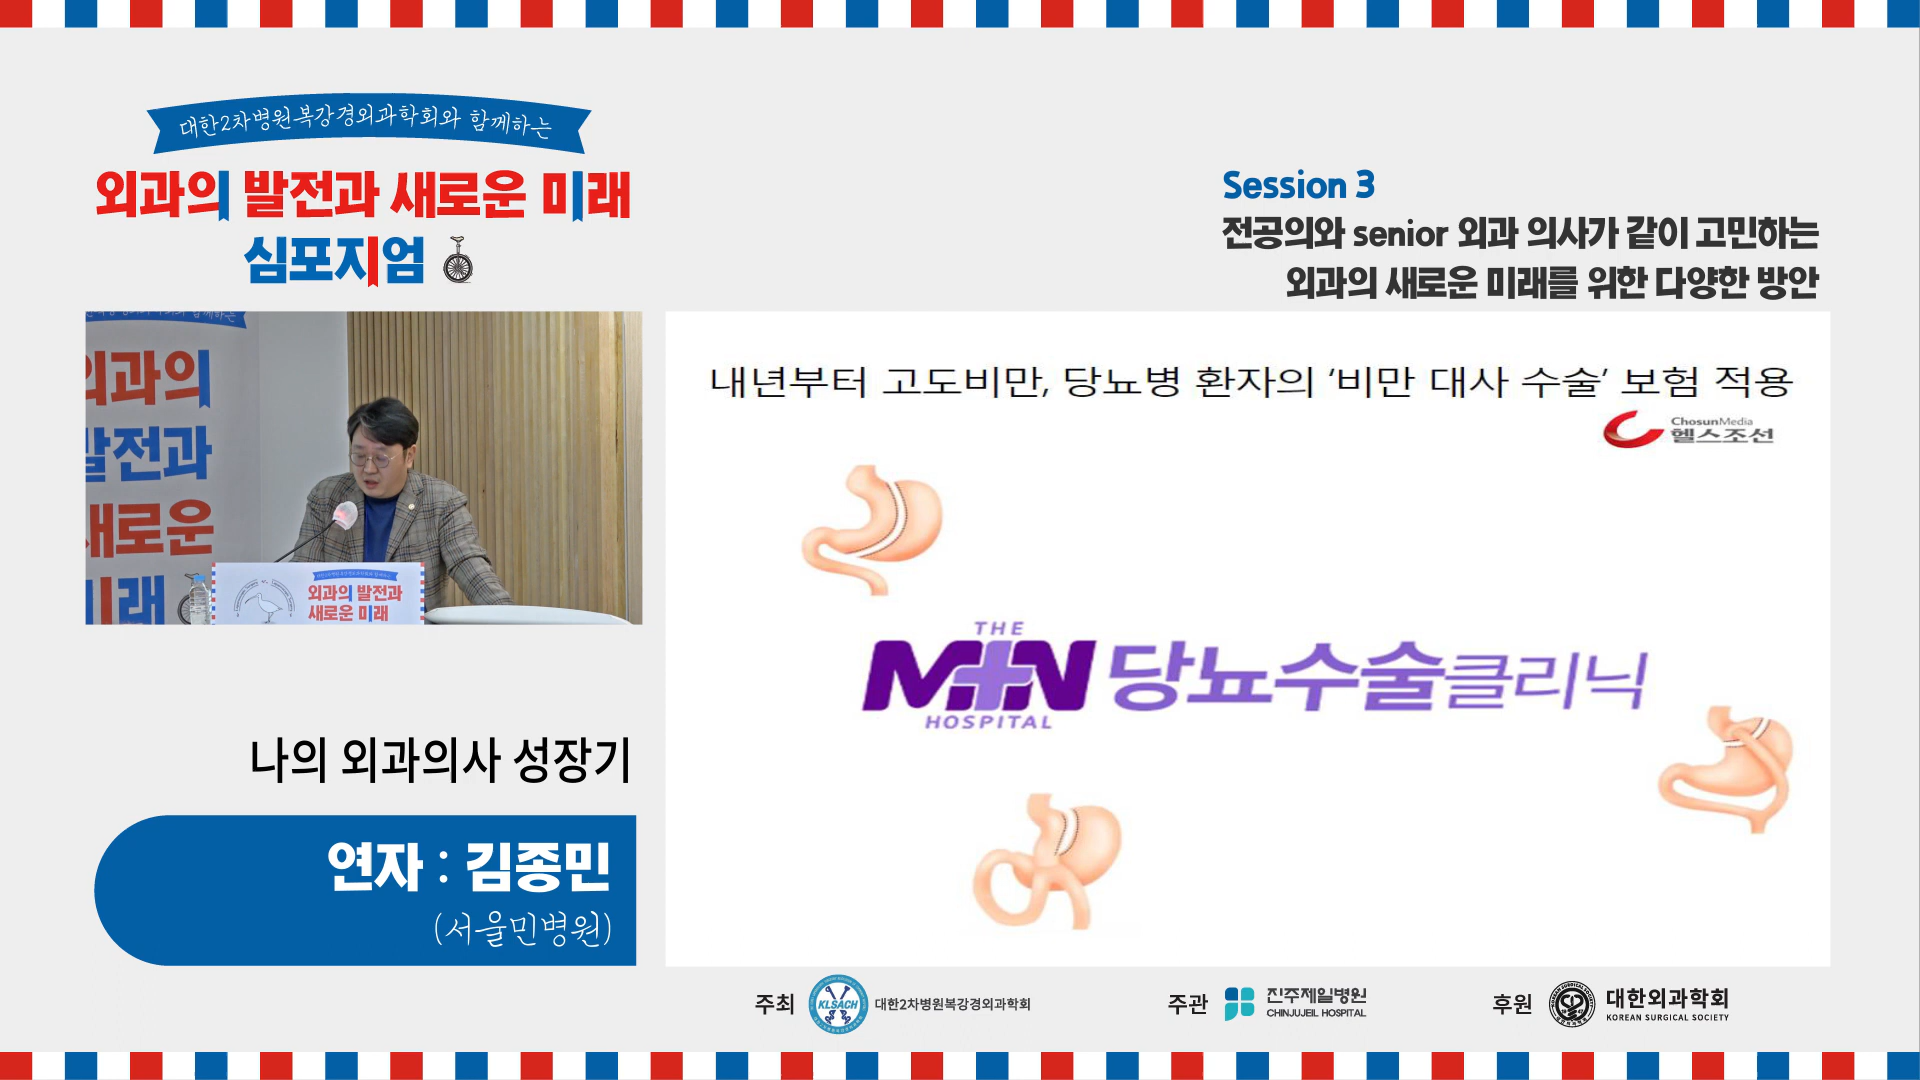 대한2차병원복강경외과학회와 함께하는
외과의 발전과 새로운 미래
심포지엄
Session 3
전공의와 senior 외과 의사가 같이 고민하는
외과의 새로운 미래를 위한 다양한 방안
외과의
발전과
새로운
미래
외과의 발전과
새로운 미래
내년부터 고도비만, 당뇨병 환자의 ‘비만 대사 수술’ 보험 적용
ChosunMedia
헬스조선
THE
MIN 당뇨수술클리닉
HOSPITAL
나의 외과의사 성장기
연자 : 김종민
(서울민병원)
주최 KLSACH 대한2차병원복강경외과학회
주관 진주제일병원
CHINJUJEIL HOSPITAL
후원 대한외과학회
KOREAN SURGICAL SOCIETY